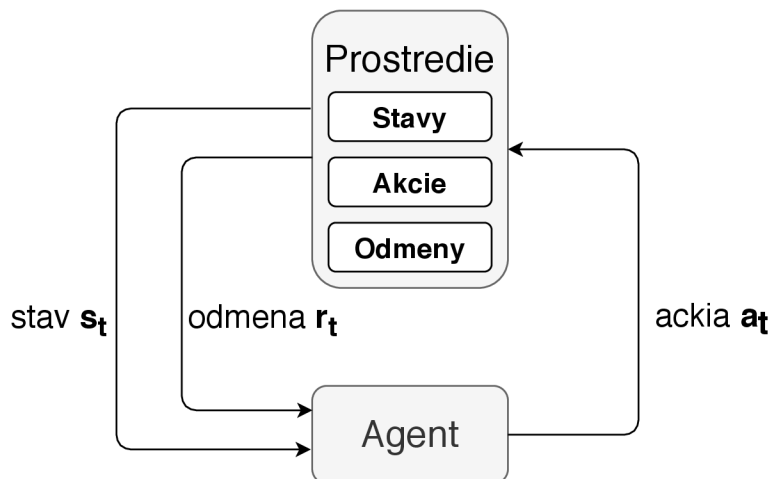 Prostredie
Stavy
Akcie
Odmeny
stav st
odmena rt
ackia at
Agent